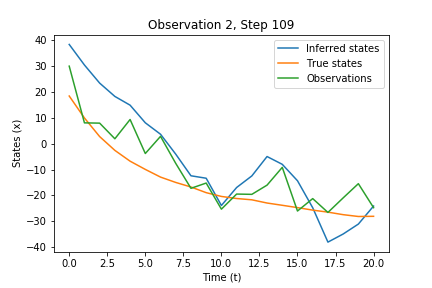 Observation 2, Step 109
Inferred states
True states
Observations
States (x)
40
30
20
10
0
−10
−20
−30
−40
0.0 2.5 5.0 7.5 10.0 12.5 15.0 17.5 20.0
Time (t)